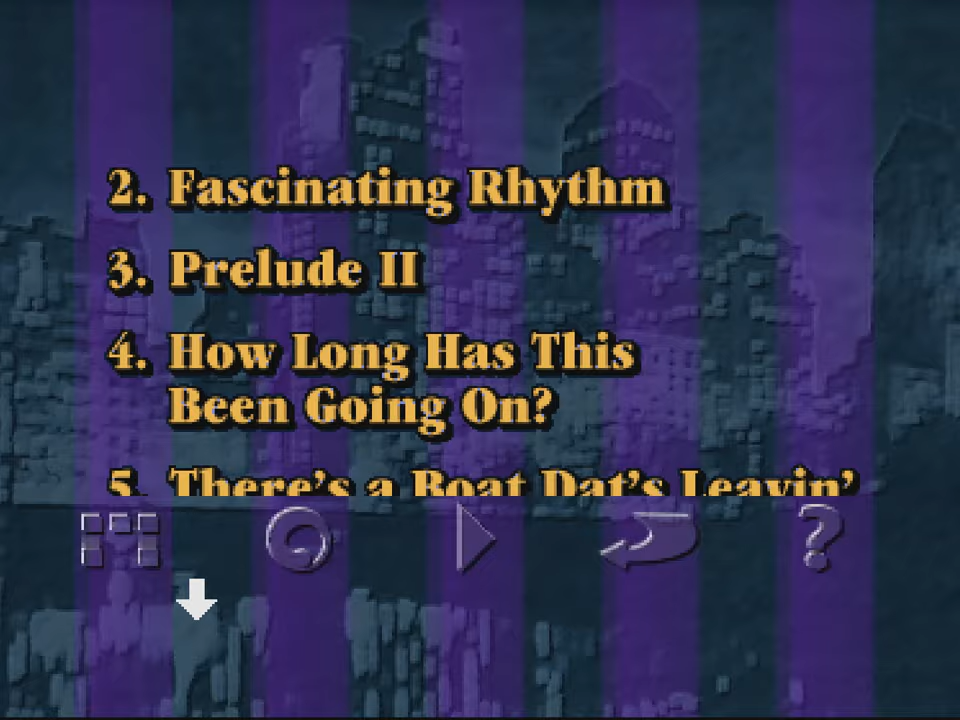 2. Fascinating Rhythm
3. Prelude II
4. How Long Has This
Been Going On?
5. There's a Boat Dat's Leavin'
?